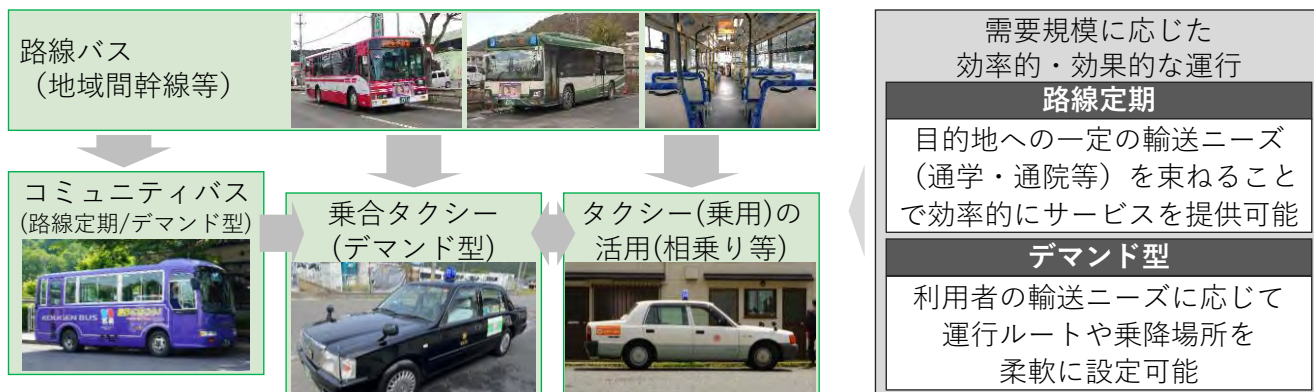 路線バス
（地域間幹線等）
コミュニティバス
(路線定期/デマンド型)
KOUGEN BUS
乗合タクシー
(デマンド型)
タクシー(乗用)の
活用(相乗り等)
需要規模に応じた
効率的・効果的な運行
路線定期
目的地への一定の輸送ニーズ
（通学・通院等）を束ねること
で効率的にサービスを提供可能
デマンド型
利用者の輸送ニーズに応じて
運行ルートや乗降場所を
柔軟に設定可能